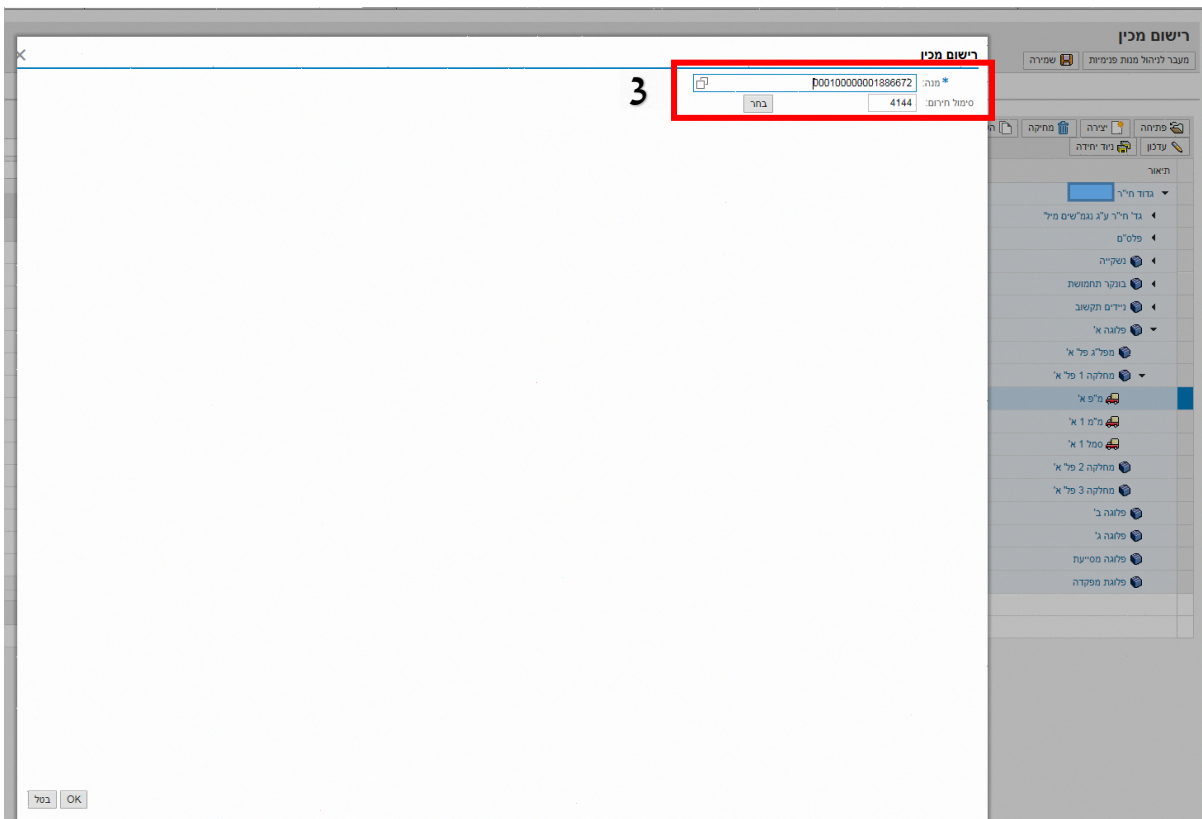 רישום מכין
מעבר לניהול מנות פנימיות
שמירה
פתיחה
יצירה
מחיקה
עדכון
ניוד יחידה
תיאור
גדוד חי"ר
גד' חי"ר ע"ג נגמ"שים מיל'
פלס"ם
נשקייה
בונקר תחמושת
ניידים תקשוב
פלוגה א'
מפל"ג פל' א'
מחלקה 1 פל' א'
מ"פ א'
מ"מ 1 א'
סמל 1 א'
מחלקה 2 פל' א'
מחלקה 3 פל' א'
פלוגה ב'
פלוגה ג'
פלוגה מסייעת
פלוגת מפקדה
רישום מכין
3
* מנה: 000100000001886672
סימול חירום: 4144 בחר
OK בטל